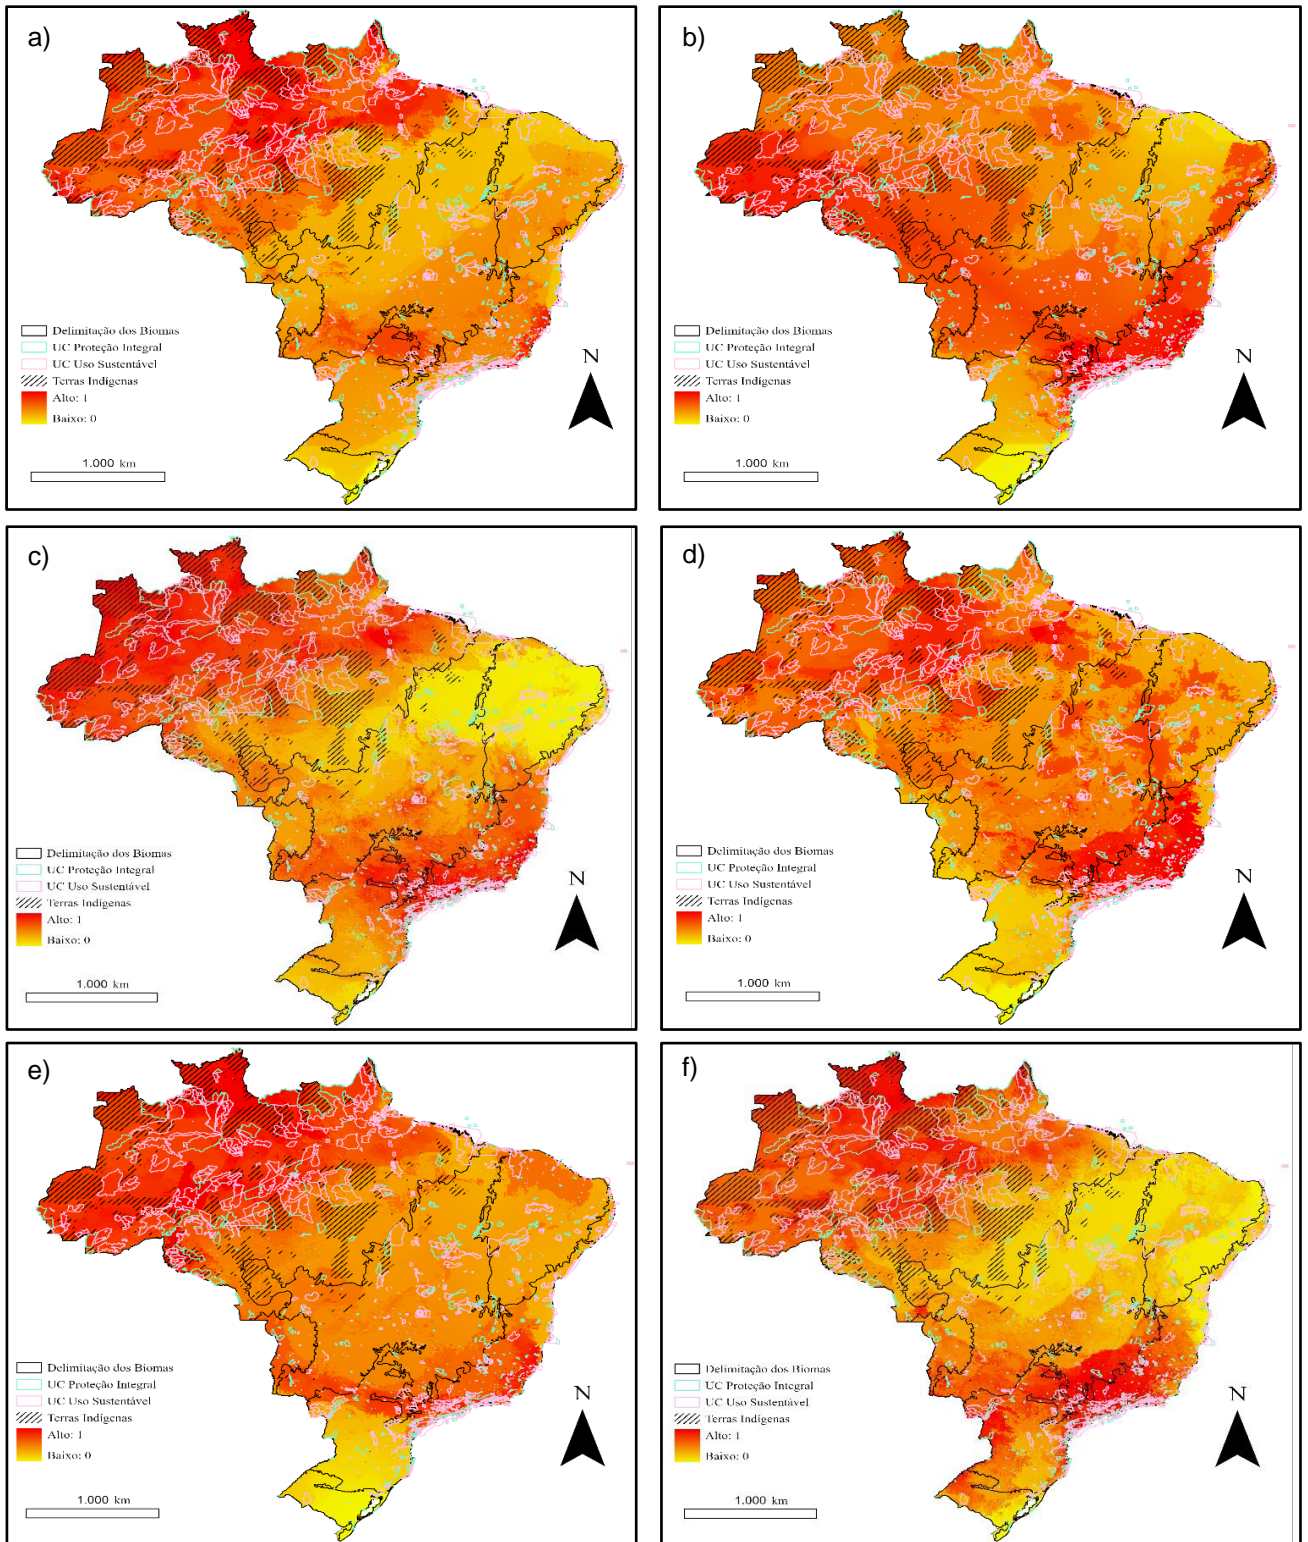 a)
Delimitação dos Biomas
UC Proteção Integral
UC Uso Sustentável
Terras Indígenas
Alto: 1
Baixo: 0
1.000 km
N
b)
Delimitação dos Biomas
UC Proteção Integral
UC Uso Sustentável
Terras Indígenas
Alto: 1
Baixo: 0
1.000 km
N
c)
Delimitação dos Biomas
UC Proteção Integral
UC Uso Sustentável
Terras Indígenas
Alto: 1
Baixo: 0
1.000 km
N
d)
Delimitação dos Biomas
UC Proteção Integral
UC Uso Sustentável
Terras Indígenas
Alto: 1
Baixo: 0
1.000 km
N
e)
Delimitação dos Biomas
UC Proteção Integral
UC Uso Sustentável
Terras Indígenas
Alto: 1
Baixo: 0
1.000 km
N
f)
Delimitação dos Biomas
UC Proteção Integral
UC Uso Sustentável
Terras Indígenas
Alto: 1
Baixo: 0
1.000 km
N